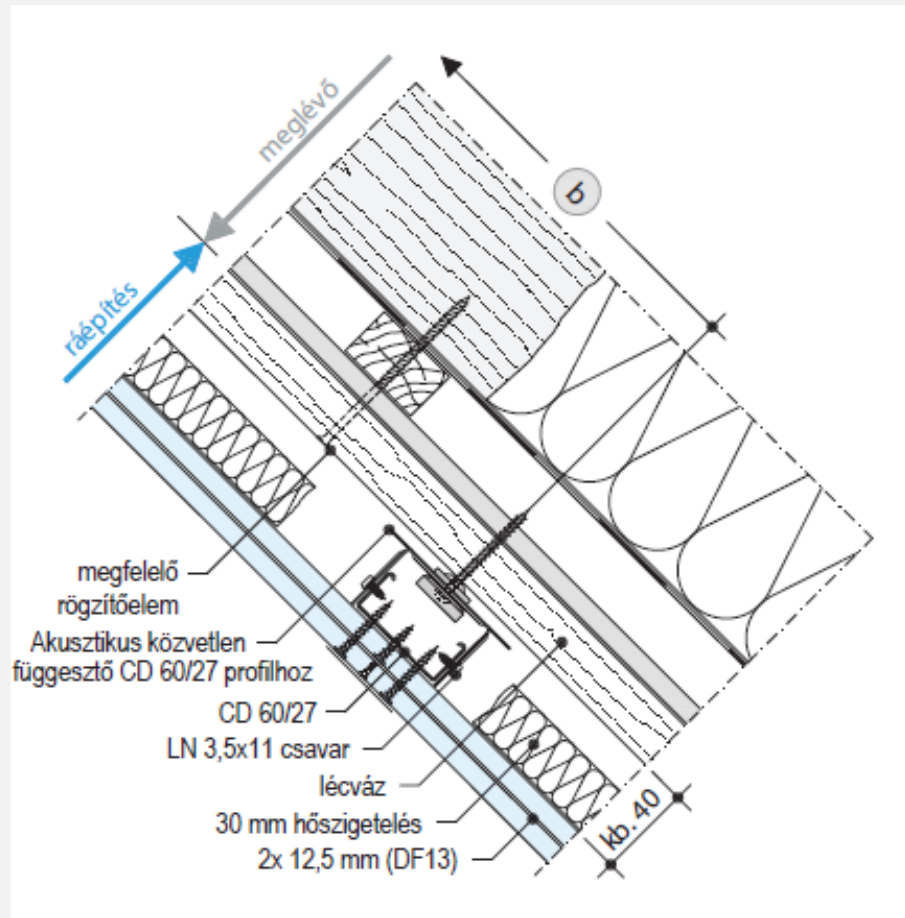 meglévő
ráépítés
b
megfelelő
rögzítőelem
Akusztikus közvetlen
függesztő CD 60/27 profilhoz
CD 60/27
LN 3,5x11 csavar
lécváz
30 mm hőszigetelés
2x 12,5 mm (DF13)
kb. 40